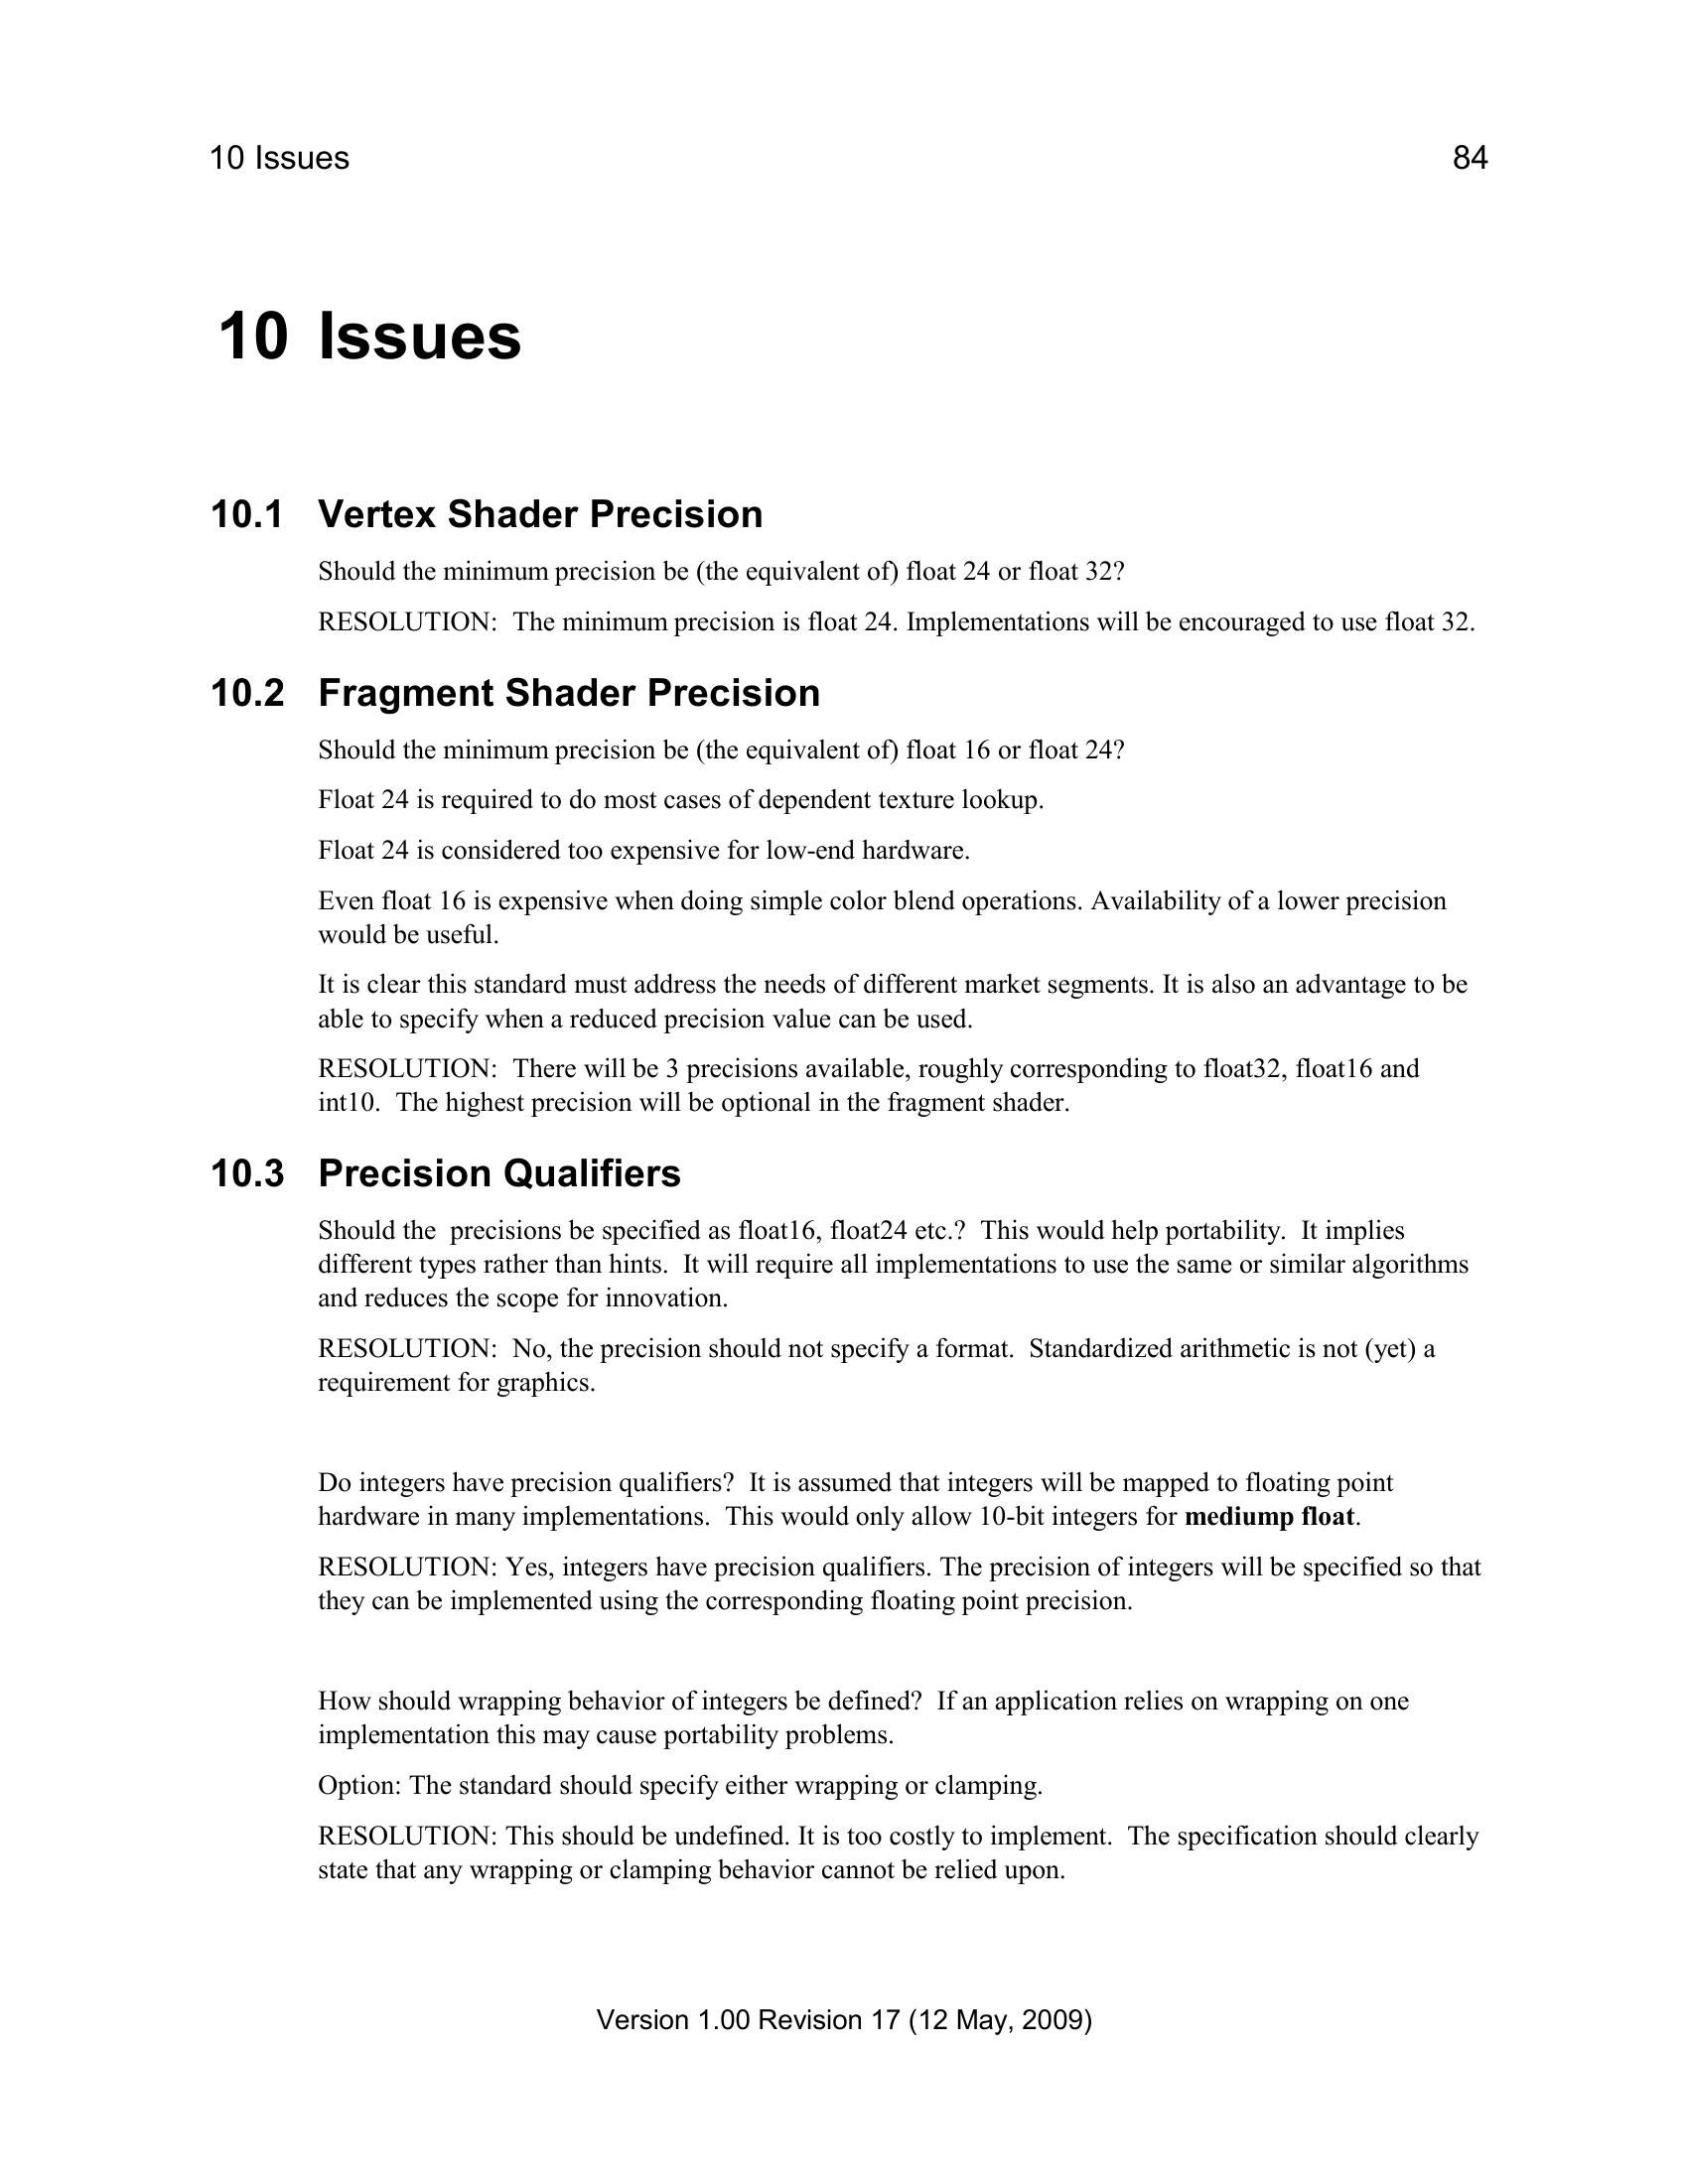 10 Issues 84
10 Issues
10.1 Vertex Shader Precision
Should the minimum precision be (the equivalent of) float 24 or float 32?
RESOLUTION:  The minimum precision is float 24. Implementations will be encouraged to use float 32.
10.2 Fragment Shader Precision
Should the minimum precision be (the equivalent of) float 16 or float 24?
Float 24 is required to do most cases of dependent texture lookup.
Float 24 is considered too expensive for low-end hardware.
Even float 16 is expensive when doing simple color blend operations. Availability of a lower precision
would be useful.
It is clear this standard must address the needs of different market segments. It is also an advantage to be
able to specify when a reduced precision value can be used.
RESOLUTION:  There will be 3 precisions available, roughly corresponding to float32, float16 and
int10.  The highest precision will be optional in the fragment shader.
10.3 Precision Qualifiers
Should the  precisions be specified as float16, float24 etc.?  This would help portability.  It implies
different types rather than hints.  It will require all implementations to use the same or similar algorithms
and reduces the scope for innovation.
RESOLUTION:  No, the precision should not specify a format.  Standardized arithmetic is not (yet) a
requirement for graphics.
Do integers have precision qualifiers?  It is assumed that integers will be mapped to floating point
hardware in many implementations.  This would only allow 10-bit integers for mediump float.
RESOLUTION: Yes, integers have precision qualifiers. The precision of integers will be specified so that
they can be implemented using the corresponding floating point precision.
How should wrapping behavior of integers be defined?  If an application relies on wrapping on one
implementation this may cause portability problems.
Option: The standard should specify either wrapping or clamping.
RESOLUTION: This should be undefined. It is too costly to implement.  The specification should clearly
state that any wrapping or clamping behavior cannot be relied upon.
Version 1.00 Revision 17 (12 May, 2009)